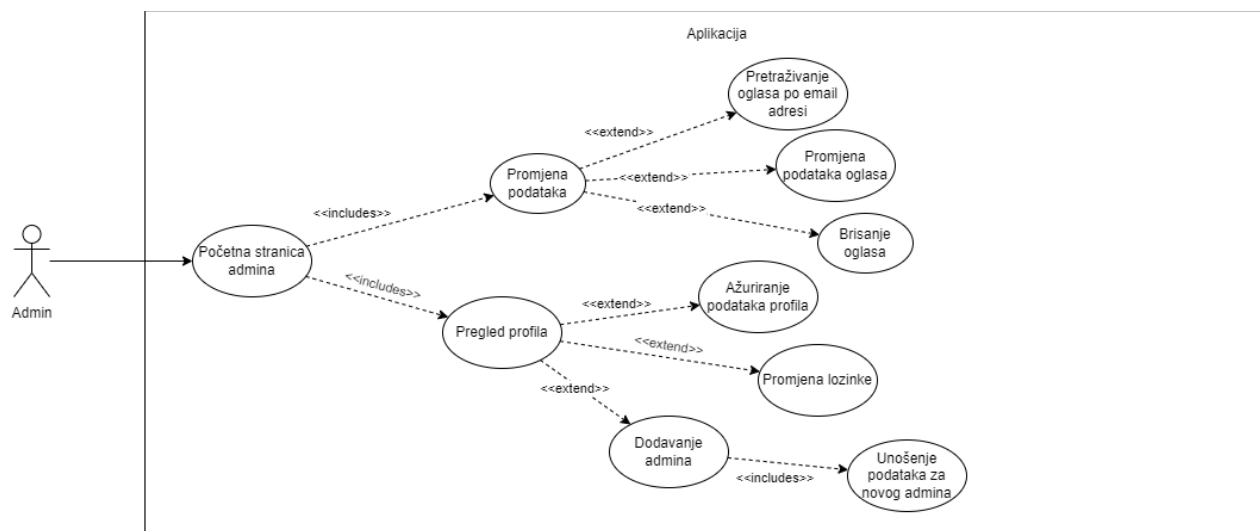 Aplikacija
Pretraživanje
oglasa po email
adresi
<<extend>>
Promjena
podataka oglasa
<<extend>>
Promjena
podataka
<<extend>>
Brisanje
oglasa
<<includes>>
Početna stranica
admina
Admin
<<includes>>
Pregled profila
<<extend>>
Ažuriranje
podataka profila
<<extend>>
Promjena lozinke
<<extend>>
Dodavanje
admina
<<includes>>
Unošenje
podataka za
novog admina